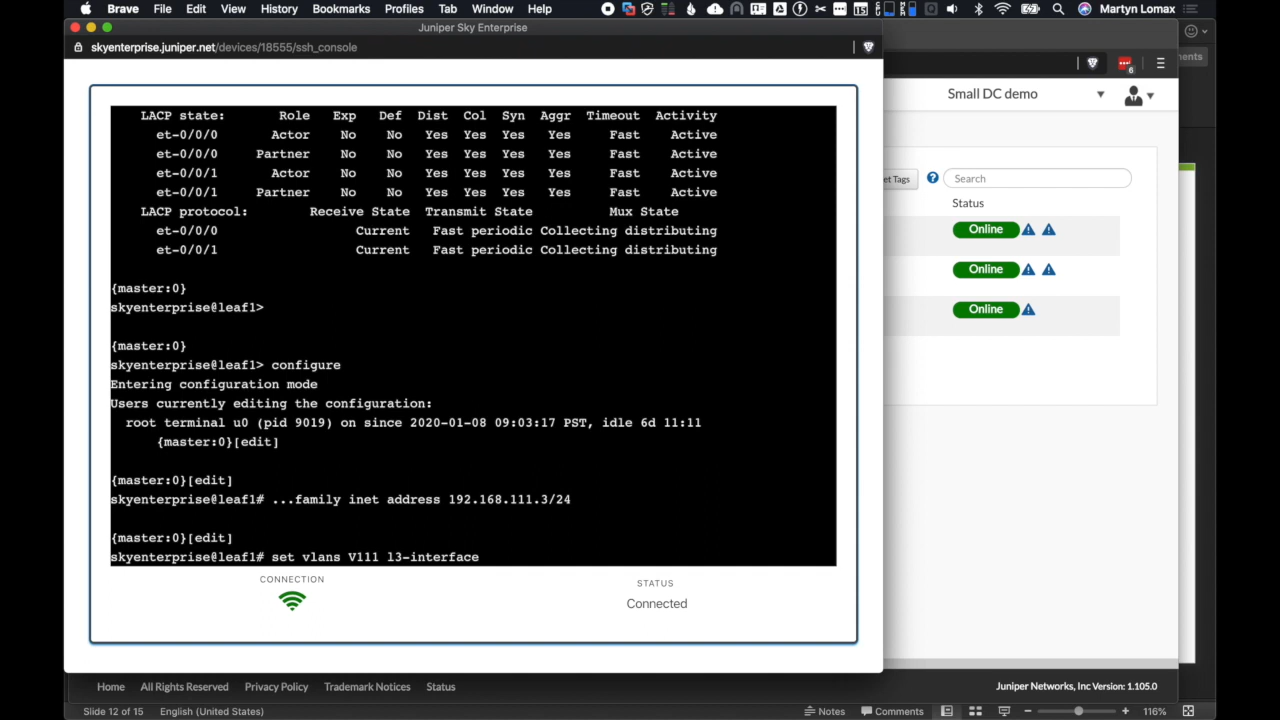 Brave File Edit View History Bookmarks Profiles Tab Window Help Martyn Lomax
Juniper Sky Enterprise
skyenterprise.juniper.net/devices/18555/ssh_console
6
ents
Small DC demo
et Tags
Search
Status
Online
Online
Online
LACP state: Role Exp Def Dist Col Syn Aggr Timeout Activity
et-0/0/0 Actor No No Yes Yes Yes Yes Fast Active
et-0/0/0 Partner No No Yes Yes Yes Yes Fast Active
et-0/0/1 Actor No No Yes Yes Yes Yes Fast Active
et-0/0/1 Partner No No Yes Yes Yes Yes Fast Active
LACP protocol: Receive State Transmit State Mux State
et-0/0/0 Current Fast periodic Collecting distributing
et-0/0/1 Current Fast periodic Collecting distributing
{master:0}
skyenterprise@leaf1>
{master:0}
skyenterprise@leaf1> configure
Entering configuration mode
Users currently editing the configuration:
root terminal u0 (pid 9019) on since 2020-01-08 09:03:17 PST, idle 6d 11:11
{master:0}[edit]
{master:0}[edit]
skyenterprise@leaf1# ...family inet address 192.168.111.3/24
{master:0}[edit]
skyenterprise@leaf1# set vlans V111 l3-interface
CONNECTION
STATUS
Connected
Home All Rights Reserved Privacy Policy Trademark Notices Status
Juniper Networks, Inc Version: 1.105.0
Slide 12 of 15 English (United States) Notes Comments 116%